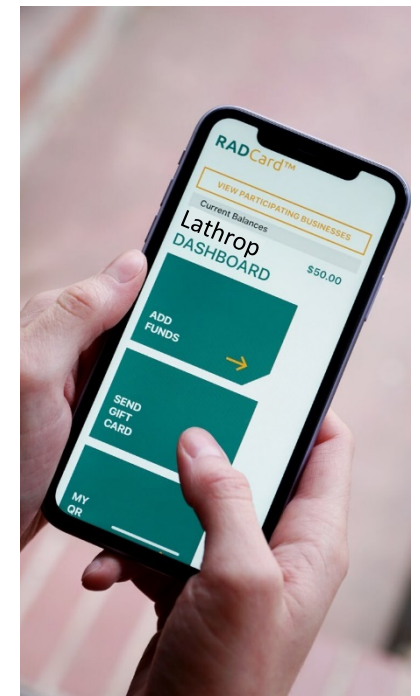 RADCard™
VIEW PARTICIPATING BUSINESSES
Current Balances
Lathrop
$50.00
DASHBOARD
ADD
FUNDS
SEND
GIFT
CARD
MY
QR